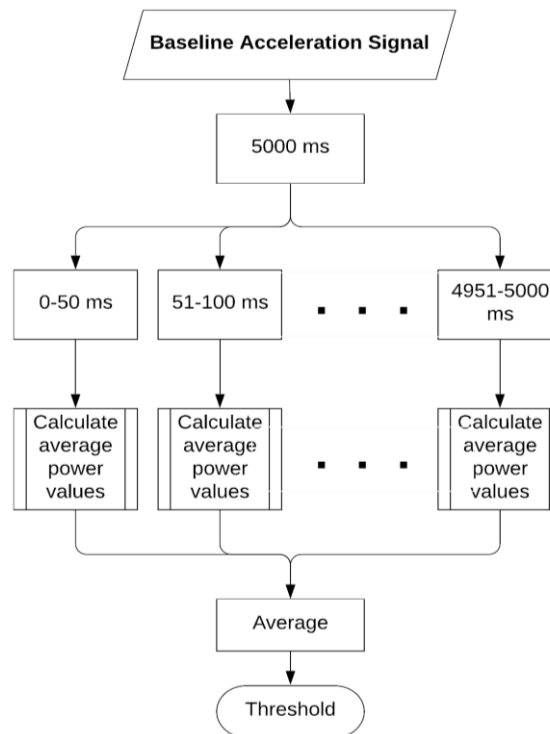 Baseline Acceleration Signal
5000 ms
0-50 ms
51-100 ms
4951-5000
ms
Calculate
average
power
values
Calculate
average
power
values
Calculate
average
power
values
Average
Threshold